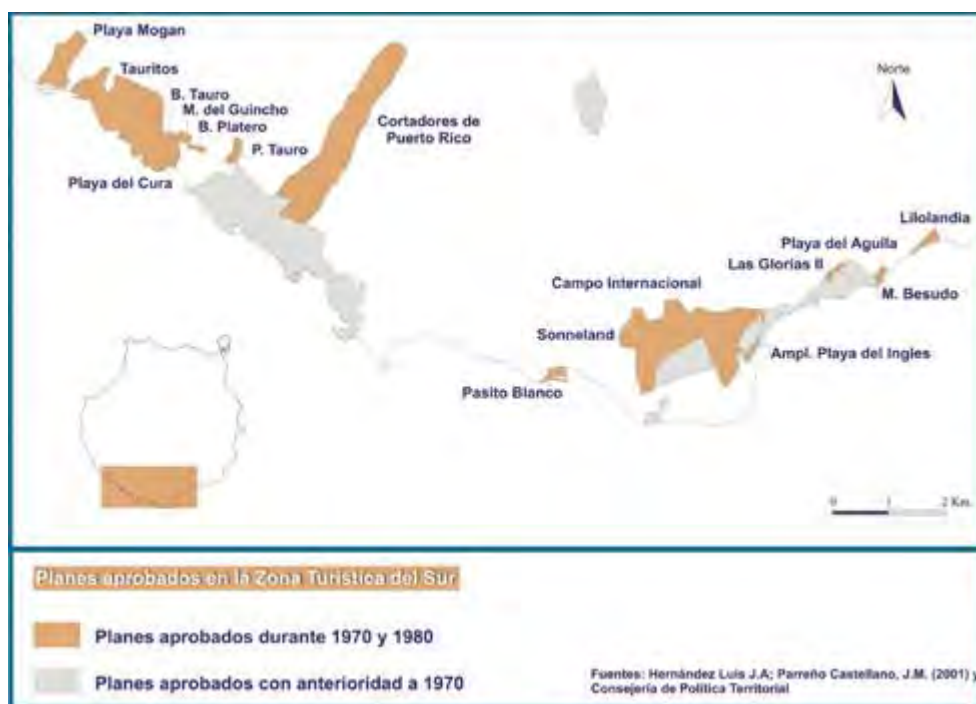 Playa Mogan
Tauritos
B. Tauro
M. del Guincho
B. Platero
P. Tauro
Cortadores de
Puerto Rico
Norte
Playa del Cura
Lilolandia
Playa del Aguila
Las Glorias II
M. Besudo
Campo Internacional
Sonneland
Ampl. Playa del Ingles
Pasito Blanco
0 1 2 Km.
Planes aprobados en la Zona Turística del Sur
Planes aprobados durante 1970 y 1980
Planes aprobados con anterioridad a 1970
Fuentes: Hernández Luis J.A; Parreño Castellano, J.M. (2001) y
Consejería de Política Territorial